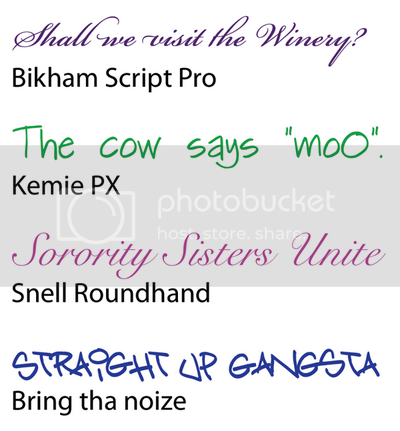 Shall we visit the Winery?
Bikham Script Pro
The cow says "moO".
Kemie PX
photobucket
host. store. share.
Sorority Sisters Unite
Snell Roundhand
STRAiGHT UP GANGSTA
Bring tha noize